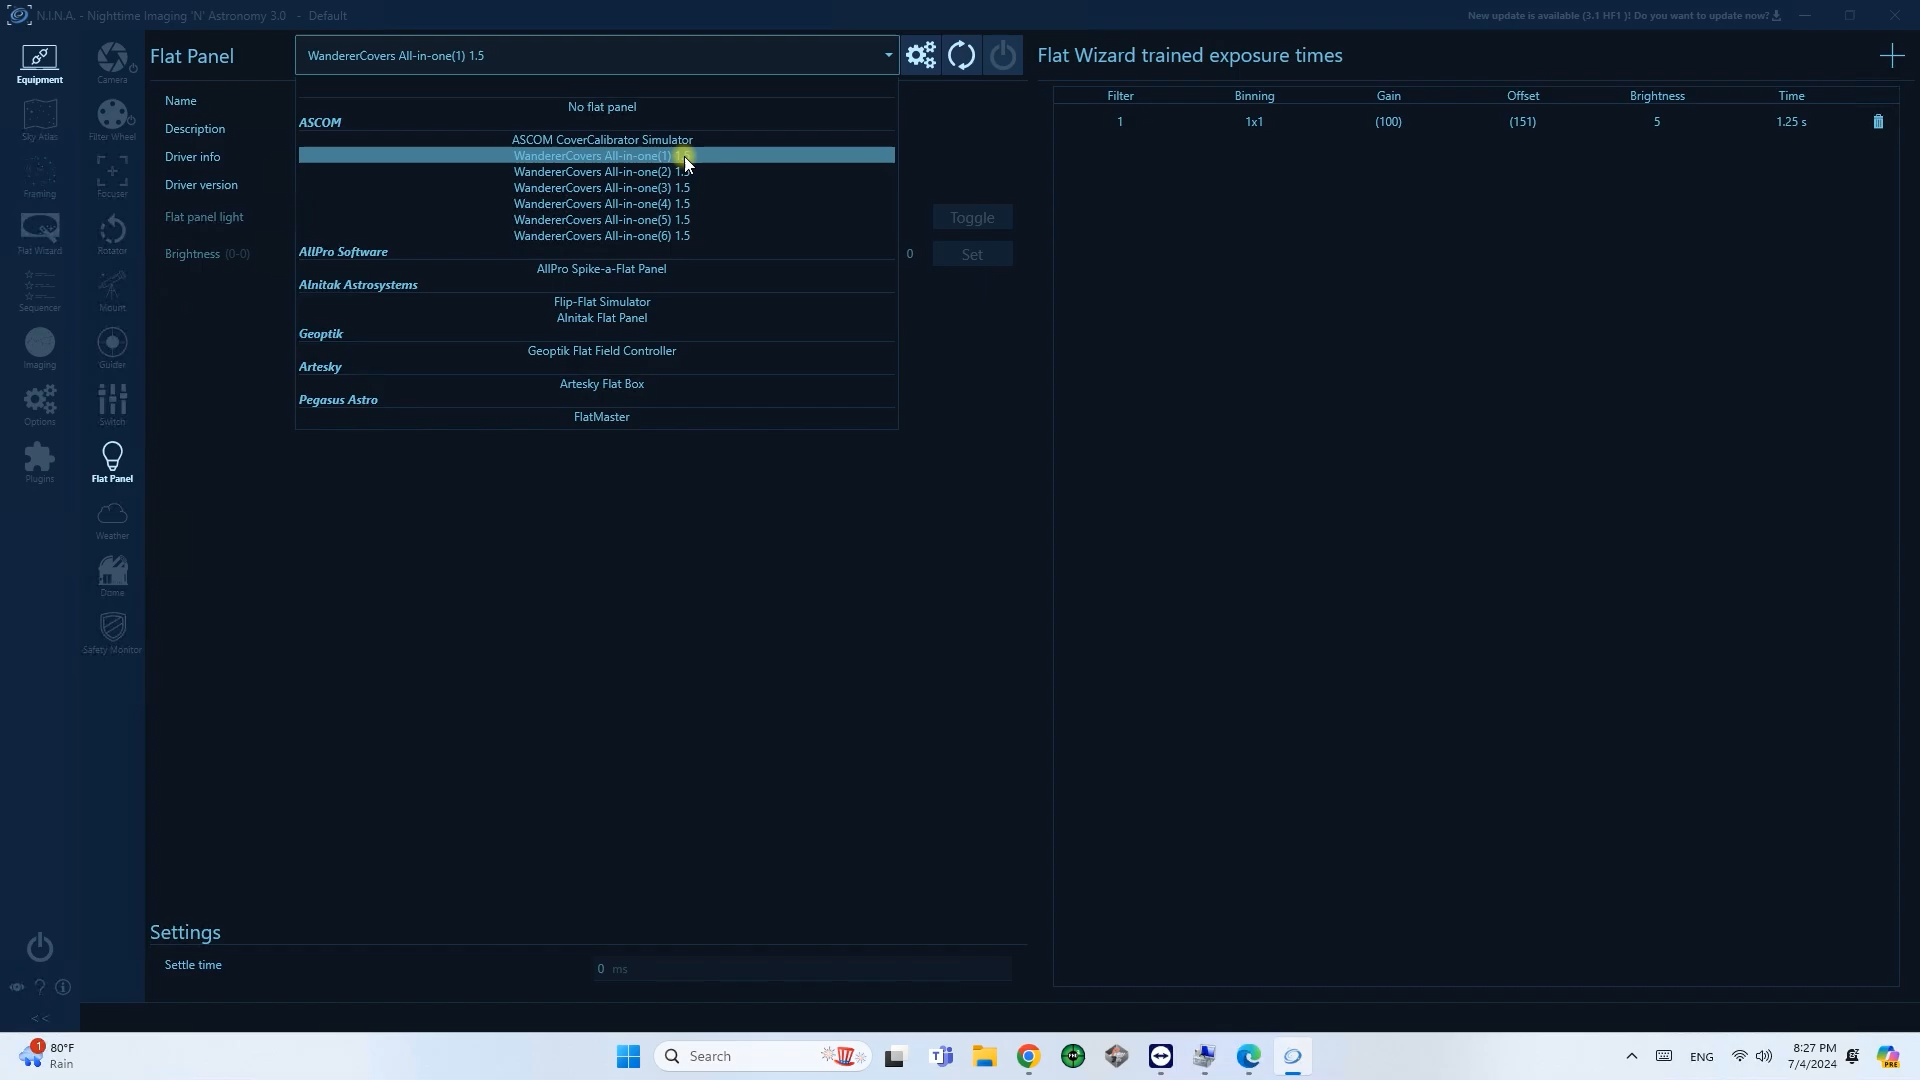 N.I.N.A. - Nighttime Imaging 'N' Astronomy 3.0 - Default
New update is available (3.1 HF1 )! Do you want to update now?
Equipment
Sky Atlas
Framing
Flat Wizard
Sequencer
Imaging
Options
Plugins
Camera
Filter Wheel
Focuser
Rotator
Mount
Guider
Switch
Flat Panel
Weather
Dome
Safety Monitor
<<
Flat Panel
WandererCovers All-in-one(1) 1.5
Name
Description
Driver info
Driver version
Flat panel light
Toggle
Brightness (0-0)
0
Set
No flat panel
ASCOM
ASCOM CoverCalibrator Simulator
WandererCovers All-in-one(1) 1.5
WandererCovers All-in-one(2) 1.5
WandererCovers All-in-one(3) 1.5
WandererCovers All-in-one(4) 1.5
WandererCovers All-in-one(5) 1.5
WandererCovers All-in-one(6) 1.5
AllPro Software
AllPro Spike-a-Flat Panel
Alnitak Astrosystems
Flip-Flat Simulator
Alnitak Flat Panel
Geoptik
Geoptik Flat Field Controller
Artesky
Artesky Flat Box
Pegasus Astro
FlatMaster
Settings
Settle time
0 ms
Flat Wizard trained exposure times
Filter Binning Gain Offset Brightness Time
1 1x1 (100) (151) 5 1.25 s
1
80°F
Rain
Search
ENG
8:27 PM
7/4/2024
PRE